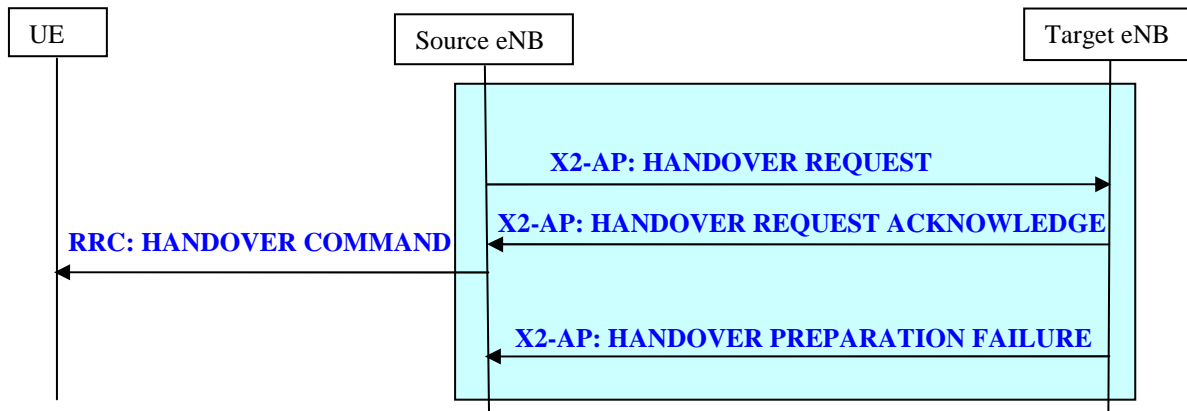 UE
Source eNB
Target eNB
X2-AP: HANDOVER REQUEST
X2-AP: HANDOVER REQUEST ACKNOWLEDGE
RRC: HANDOVER COMMAND
X2-AP: HANDOVER PREPARATION FAILURE